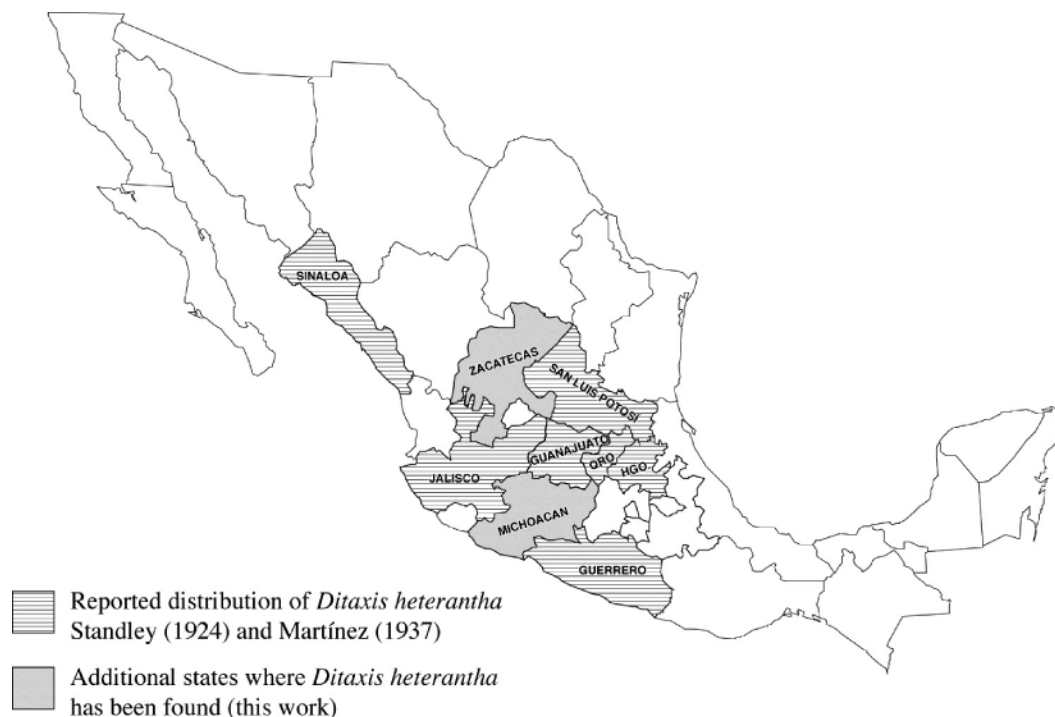 SINALOA
ZACATECAS
SAN LUIS POTOSÍ
GUANAJUATO
QRO
HGO.
JALISCO
MICHOACAN
GUERRERO
Reported distribution of Ditaxis heterantha
Standley (1924) and Martínez (1937)
Additional states where Ditaxis heterantha
has been found (this work)